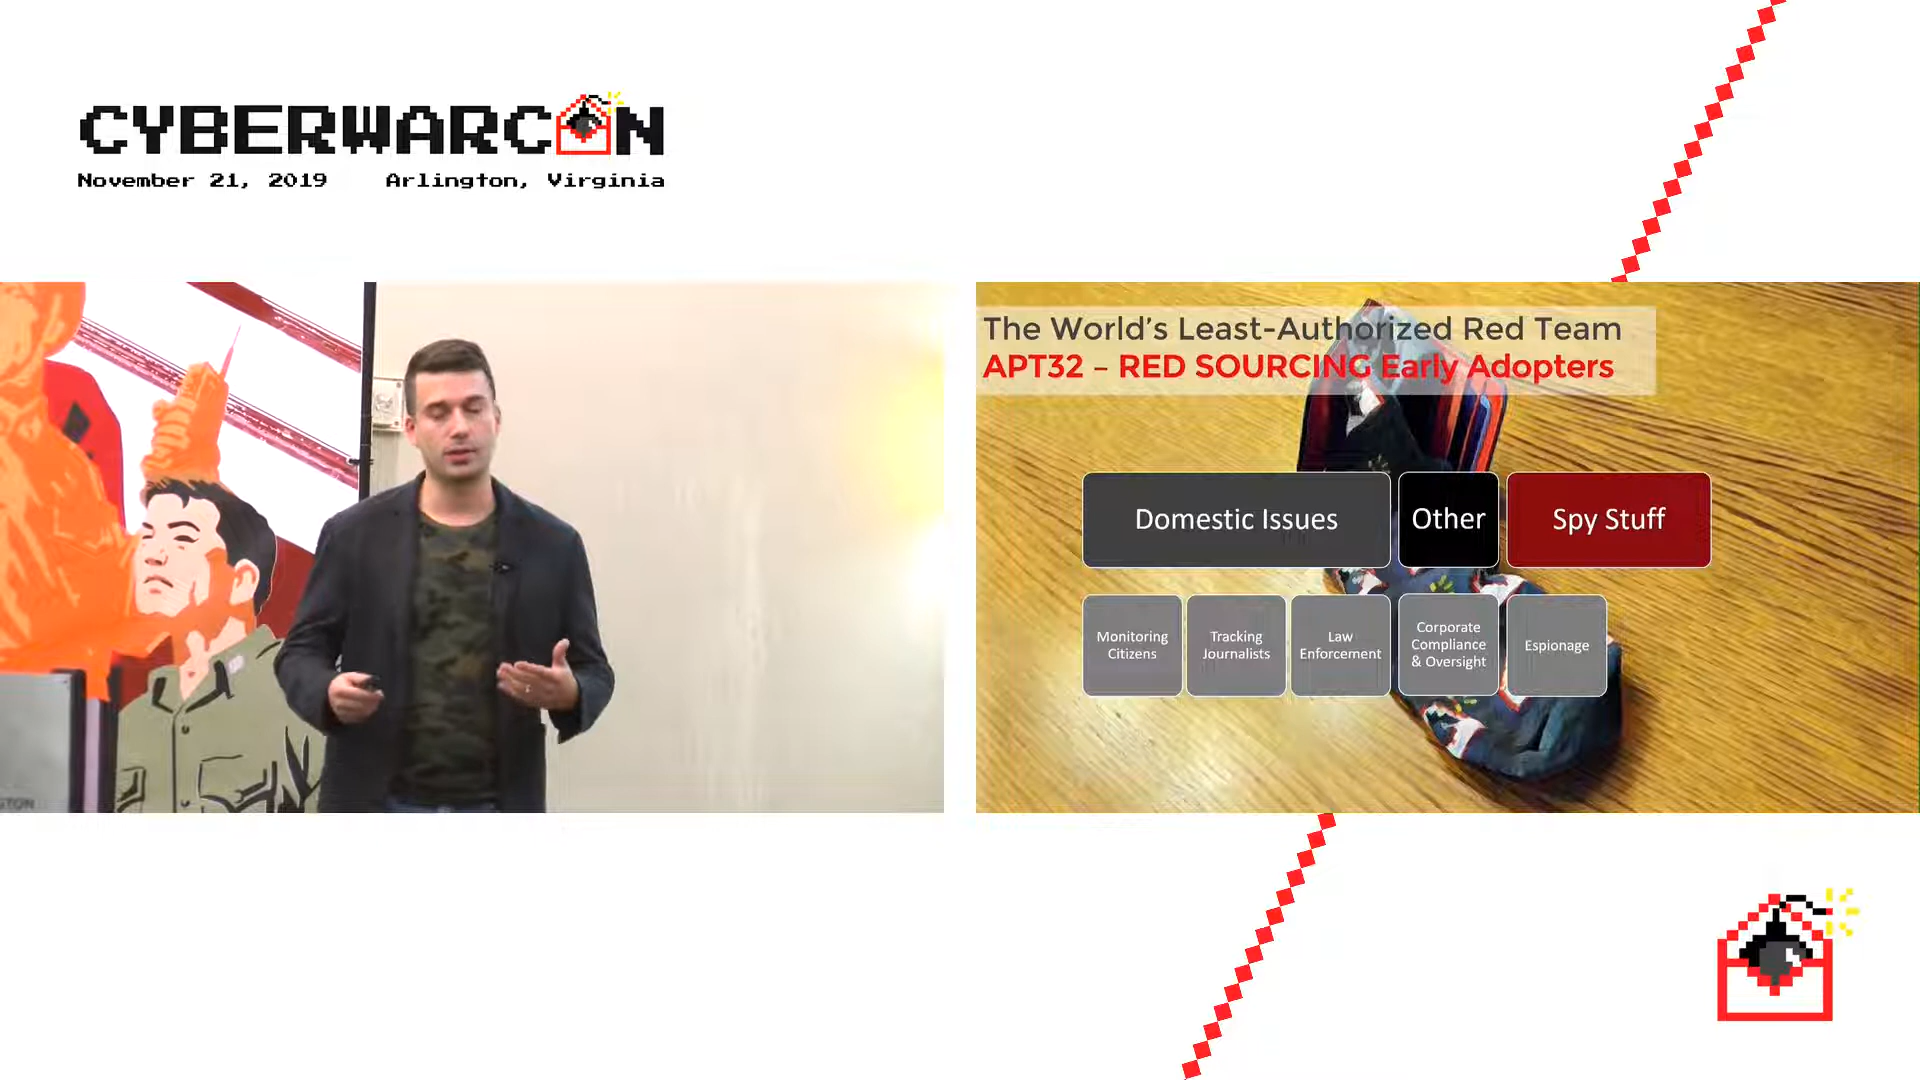 CYBERWARCON
November 21, 2019 Arlington, Virginia
The World's Least-Authorized Red Team
APT32 – RED SOURCING Early Adopters
Domestic Issues
Other
Spy Stuff
Monitoring
Citizens
Tracking
Journalists
Law
Enforcement
Corporate
Compliance
& Oversight
Espionage